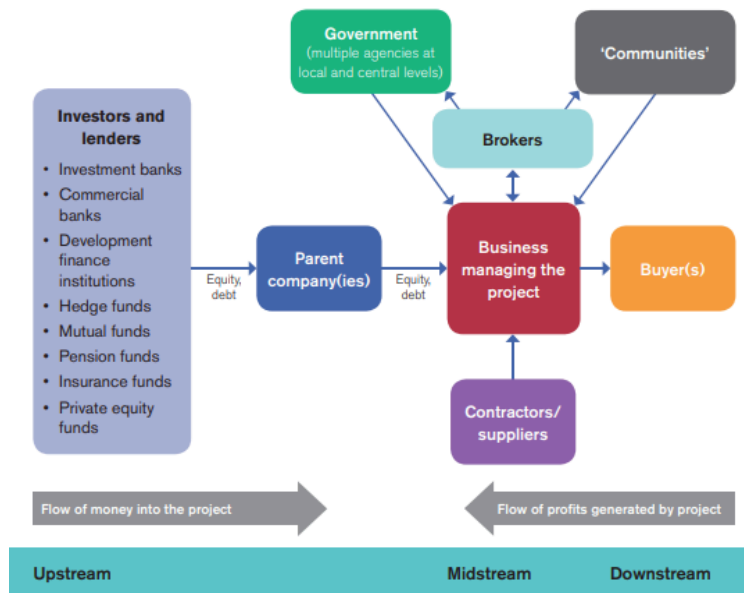 Government
(multiple agencies at
local and central levels)
‘Communities’
Investors and
lenders
• Investment banks
• Commercial
banks
• Development
finance
institutions
• Hedge funds
• Mutual funds
• Pension funds
• Insurance funds
• Private equity
funds
Brokers
Equity,
debt
Parent
company(ies)
Equity,
debt
Business
managing the
project
Buyer(s)
Contractors/
suppliers
Flow of money into the project
Flow of profits generated by project
Upstream
Midstream
Downstream